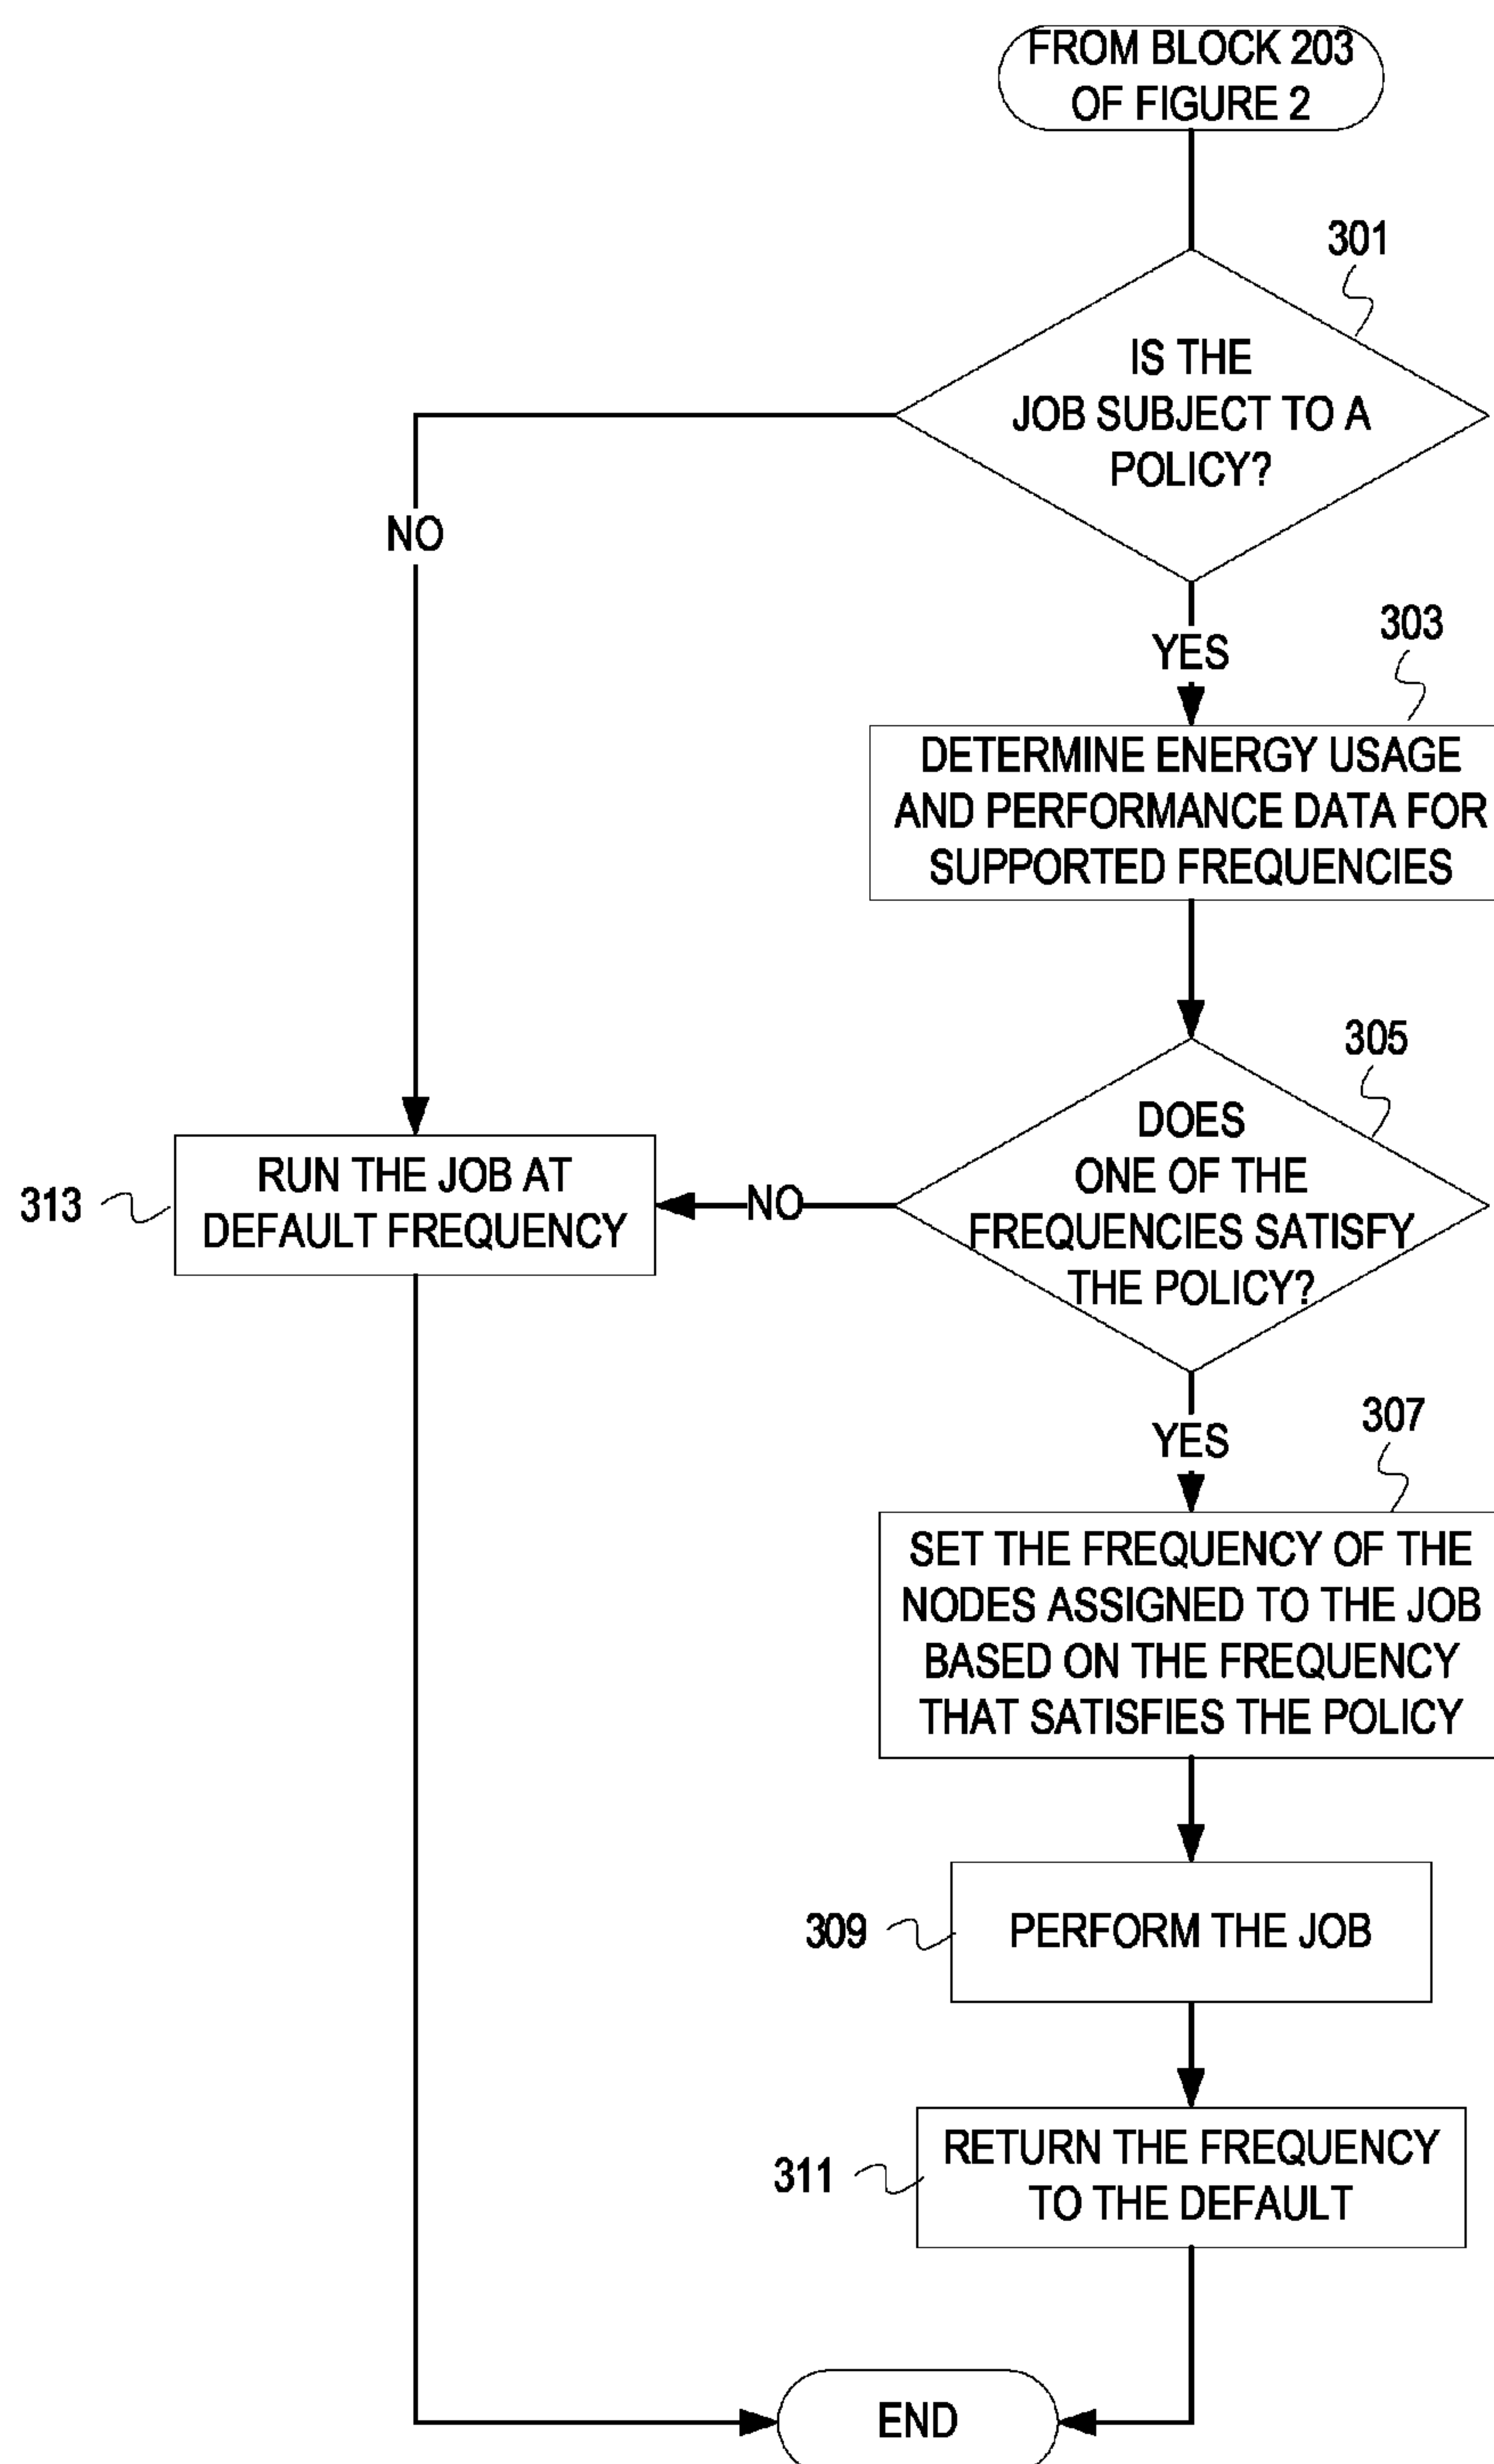 FROM BLOCK 203
OF FIGURE 2
301
IS THE
JOB SUBJECT TO A
POLICY?
NO
YES
303
DETERMINE ENERGY USAGE
AND PERFORMANCE DATA FOR
SUPPORTED FREQUENCIES
305
DOES
ONE OF THE
FREQUENCIES SATISFY
THE POLICY?
NO
313
RUN THE JOB AT
DEFAULT FREQUENCY
YES
307
SET THE FREQUENCY OF THE
NODES ASSIGNED TO THE JOB
BASED ON THE FREQUENCY
THAT SATISFIES THE POLICY
309
PERFORM THE JOB
311
RETURN THE FREQUENCY
TO THE DEFAULT
END